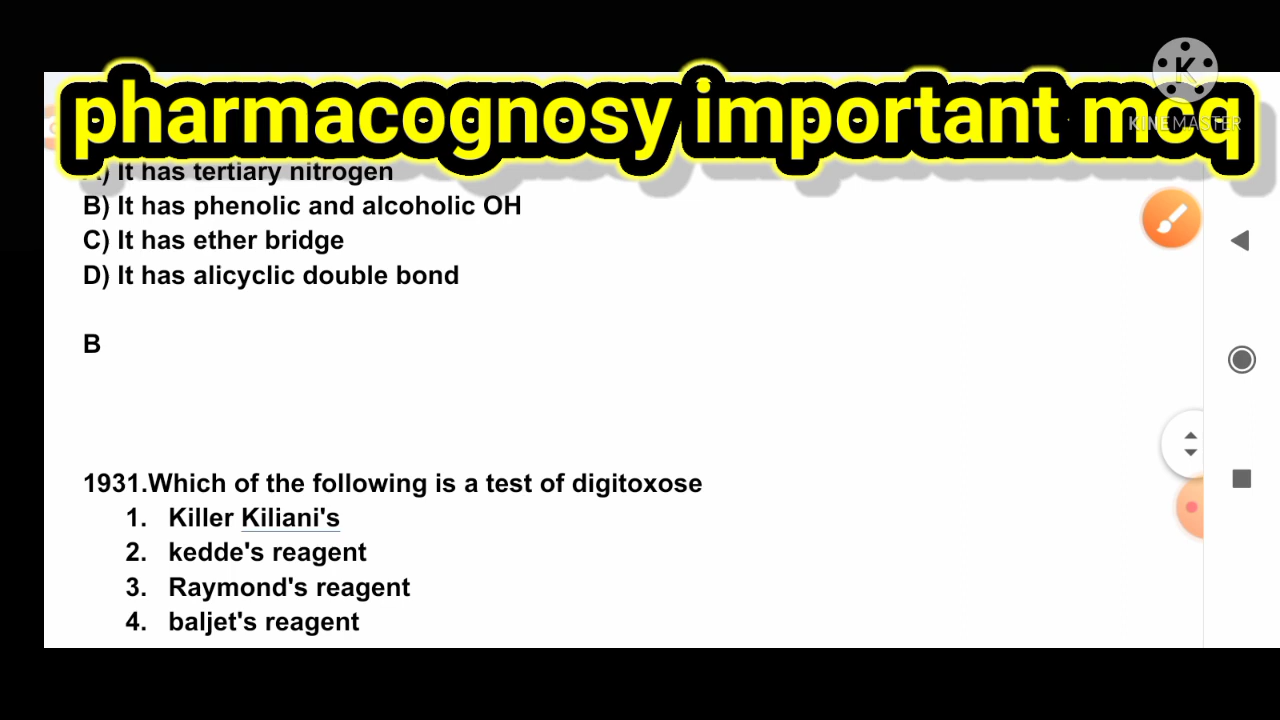 pharmacognosy important mcq
KINEMASTER
A) It has tertiary nitrogen
B) It has phenolic and alcoholic OH
C) It has ether bridge
D) It has alicyclic double bond
B
1931.Which of the following is a test of digitoxose
1. Killer Kiliani's
2. kedde's reagent
3. Raymond's reagent
4. baljet's reagent